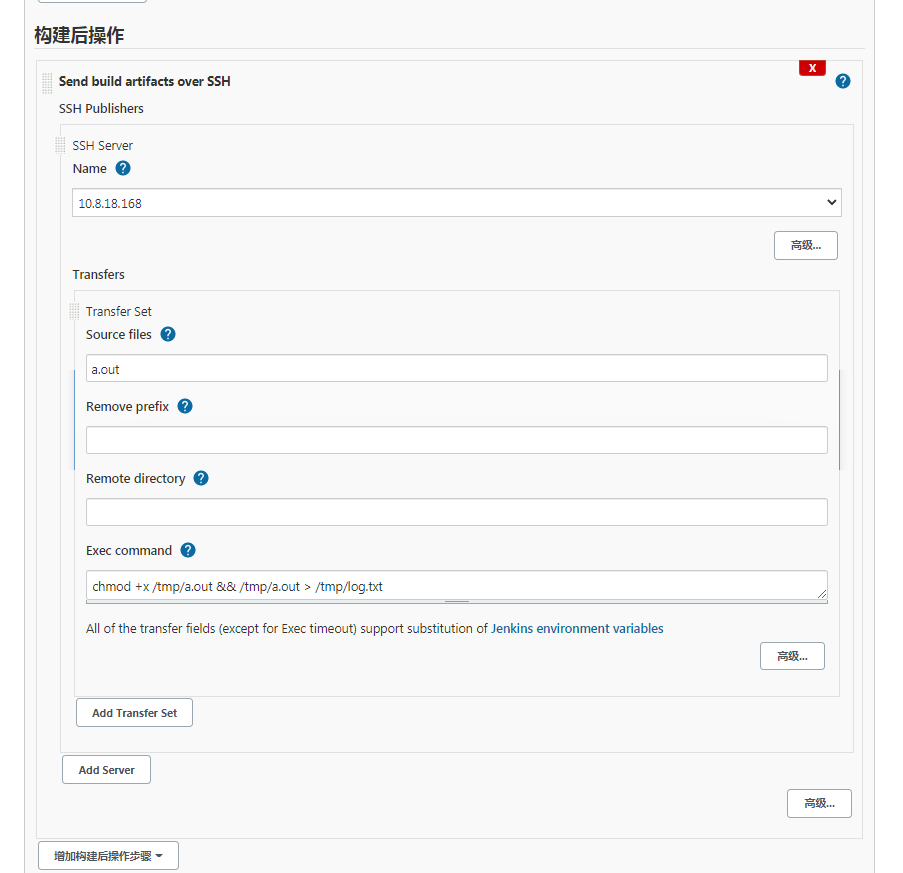 构建后操作
X
Send build artifacts over SSH
?
SSH Publishers
SSH Server
Name ?
10.8.18.168
高级...
Transfers
Transfer Set
Source files ?
a.out
Remove prefix ?
Remote directory ?
Exec command ?
chmod +x /tmp/a.out && /tmp/a.out > /tmp/log.txt
All of the transfer fields (except for Exec timeout) support substitution of Jenkins environment variables
高级...
Add Transfer Set
Add Server
高级...
增加构建后操作步骤